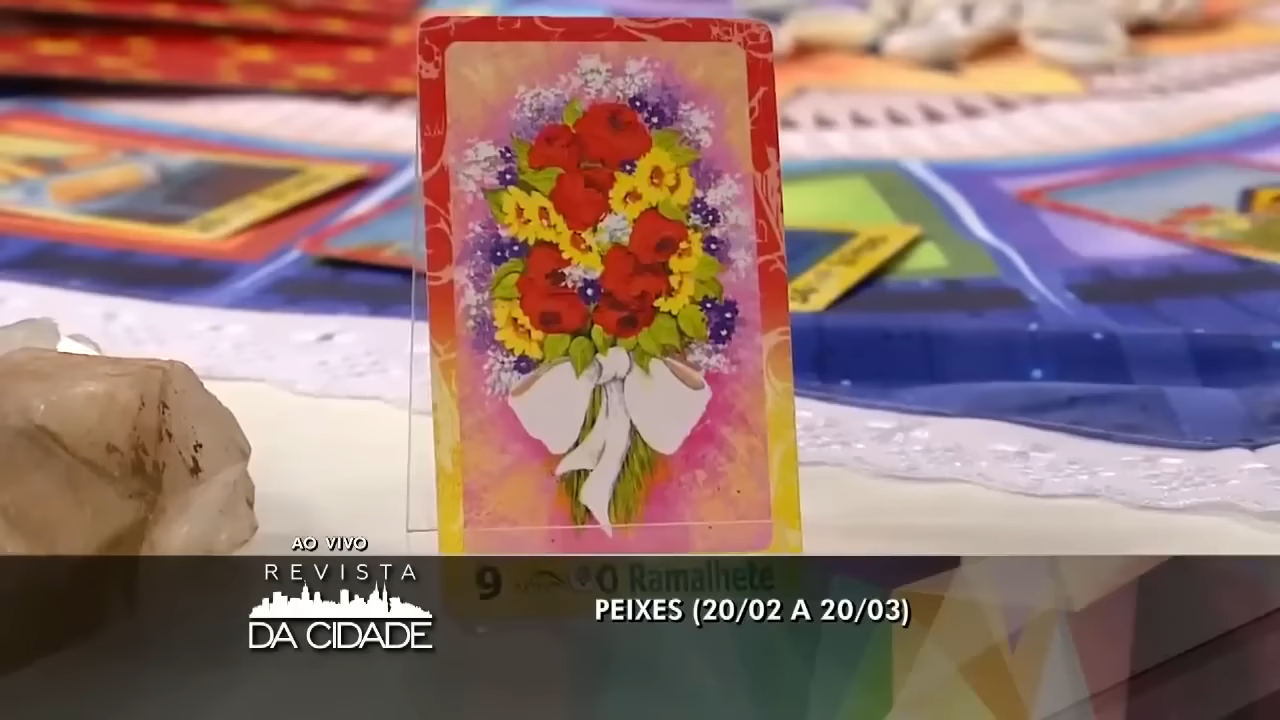 AO VIVO
REVISTA
DA CIDADE
9 O Ramalhete
PEIXES (20/02 A 20/03)